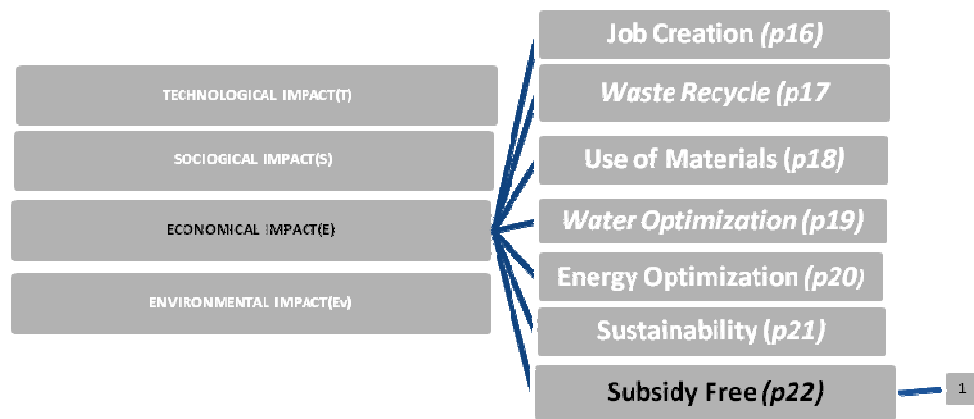 TECHNOLOGICAL IMPACT(T)
SOCIOGICAL IMPACT(S)
ECONOMICAL IMPACT(E)
ENVIRONMENTAL IMPACT(Ev)
Job Creation (p16)
Waste Recycle (p17
Use of Materials (p18)
Water Optimization (p19)
Energy Optimization (p20)
Sustainability (p21)
Subsidy Free (p22)
1